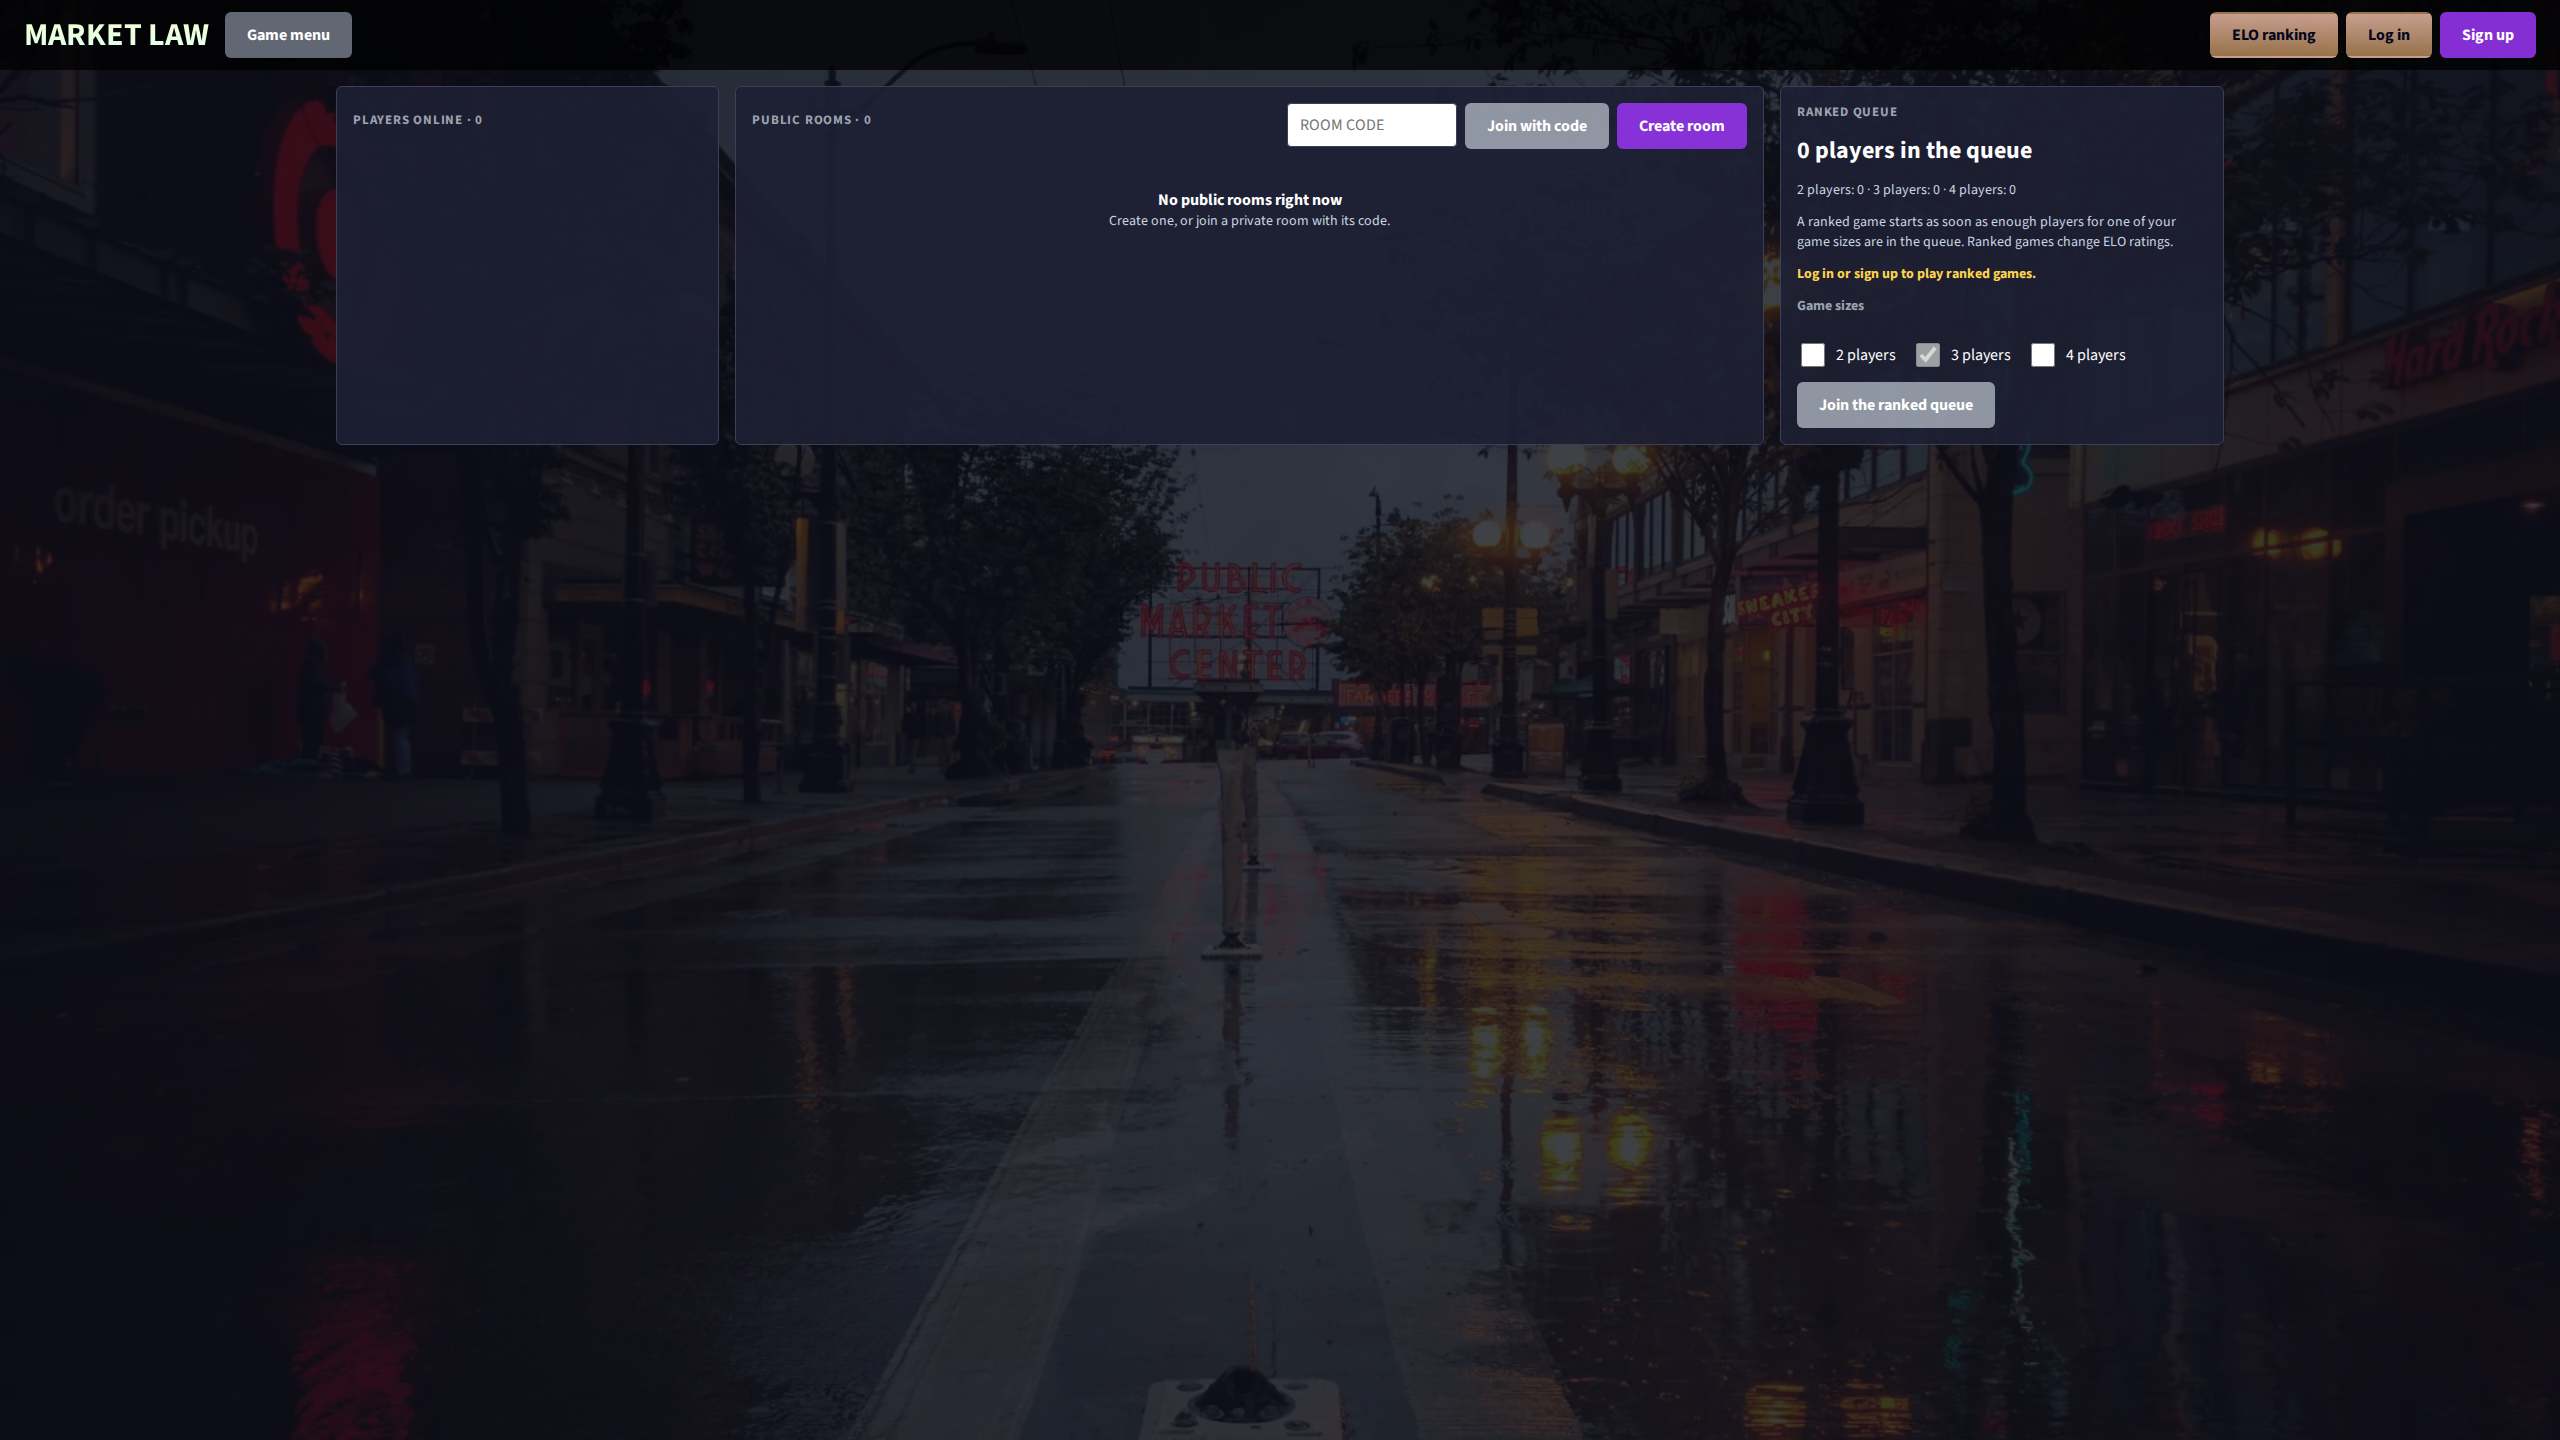 MARKET LAW
Game menu
ELO ranking
Log in
Sign up
PLAYERS ONLINE · 0
PUBLIC ROOMS · 0
ROOM CODE
Join with code
Create room
No public rooms right now
Create one, or join a private room with its code.
RANKED QUEUE
0 players in the queue
2 players: 0 · 3 players: 0 · 4 players: 0
A ranked game starts as soon as enough players for one of your
game sizes are in the queue. Ranked games change ELO ratings.
Log in or sign up to play ranked games.
Game sizes
2 players
3 players
4 players
Join the ranked queue
Hard Rock
order pickup
PUBLIC
MARKET
CENTER
SNEAKER
CITY